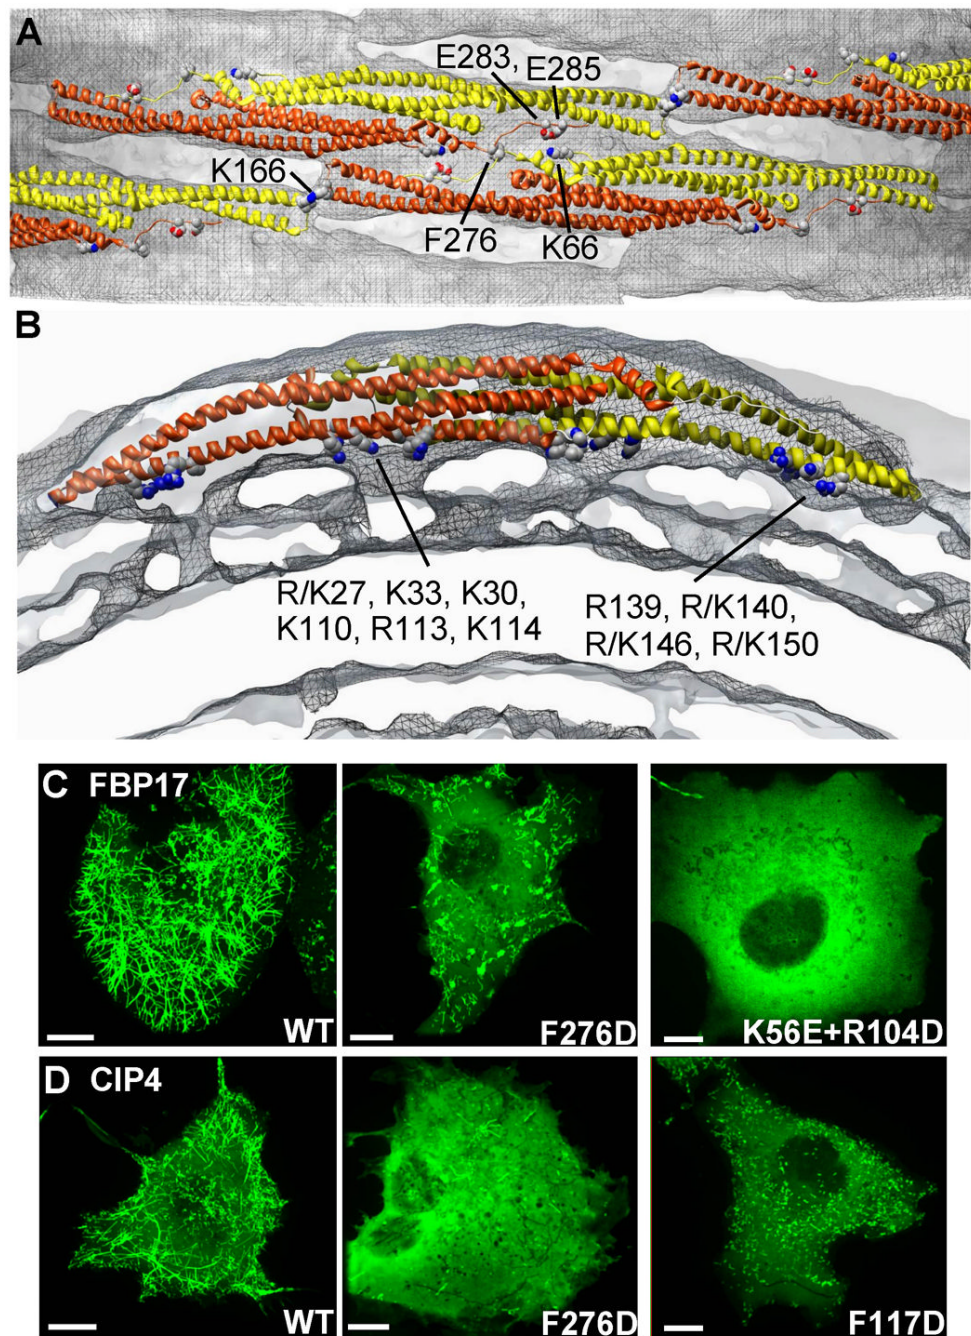 A
E283, E285
K166
F276 K66
B
R/K27, K33, K30,
K110, R113, K114
R139, R/K140,
R/K146, R/K150
C FBP17
WT
F276D
K56E+R104D
D CIP4
WT
F276D
F117D